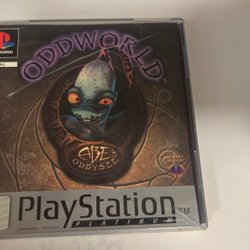 ODDWORLD
ABE'S
ODDYSEE
PlayStation
PLATINUM